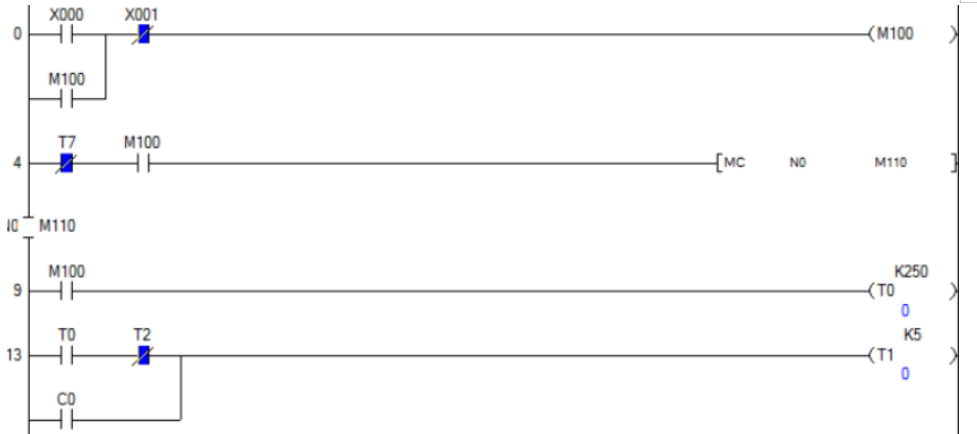 X000 X001
0 (M100 )
M100
T7 M100
4 [MC N0 M110 ]
N0 M110
M100 K250
9 (T0 )
0
T0 T2 K5
13 (T1 )
0
C0